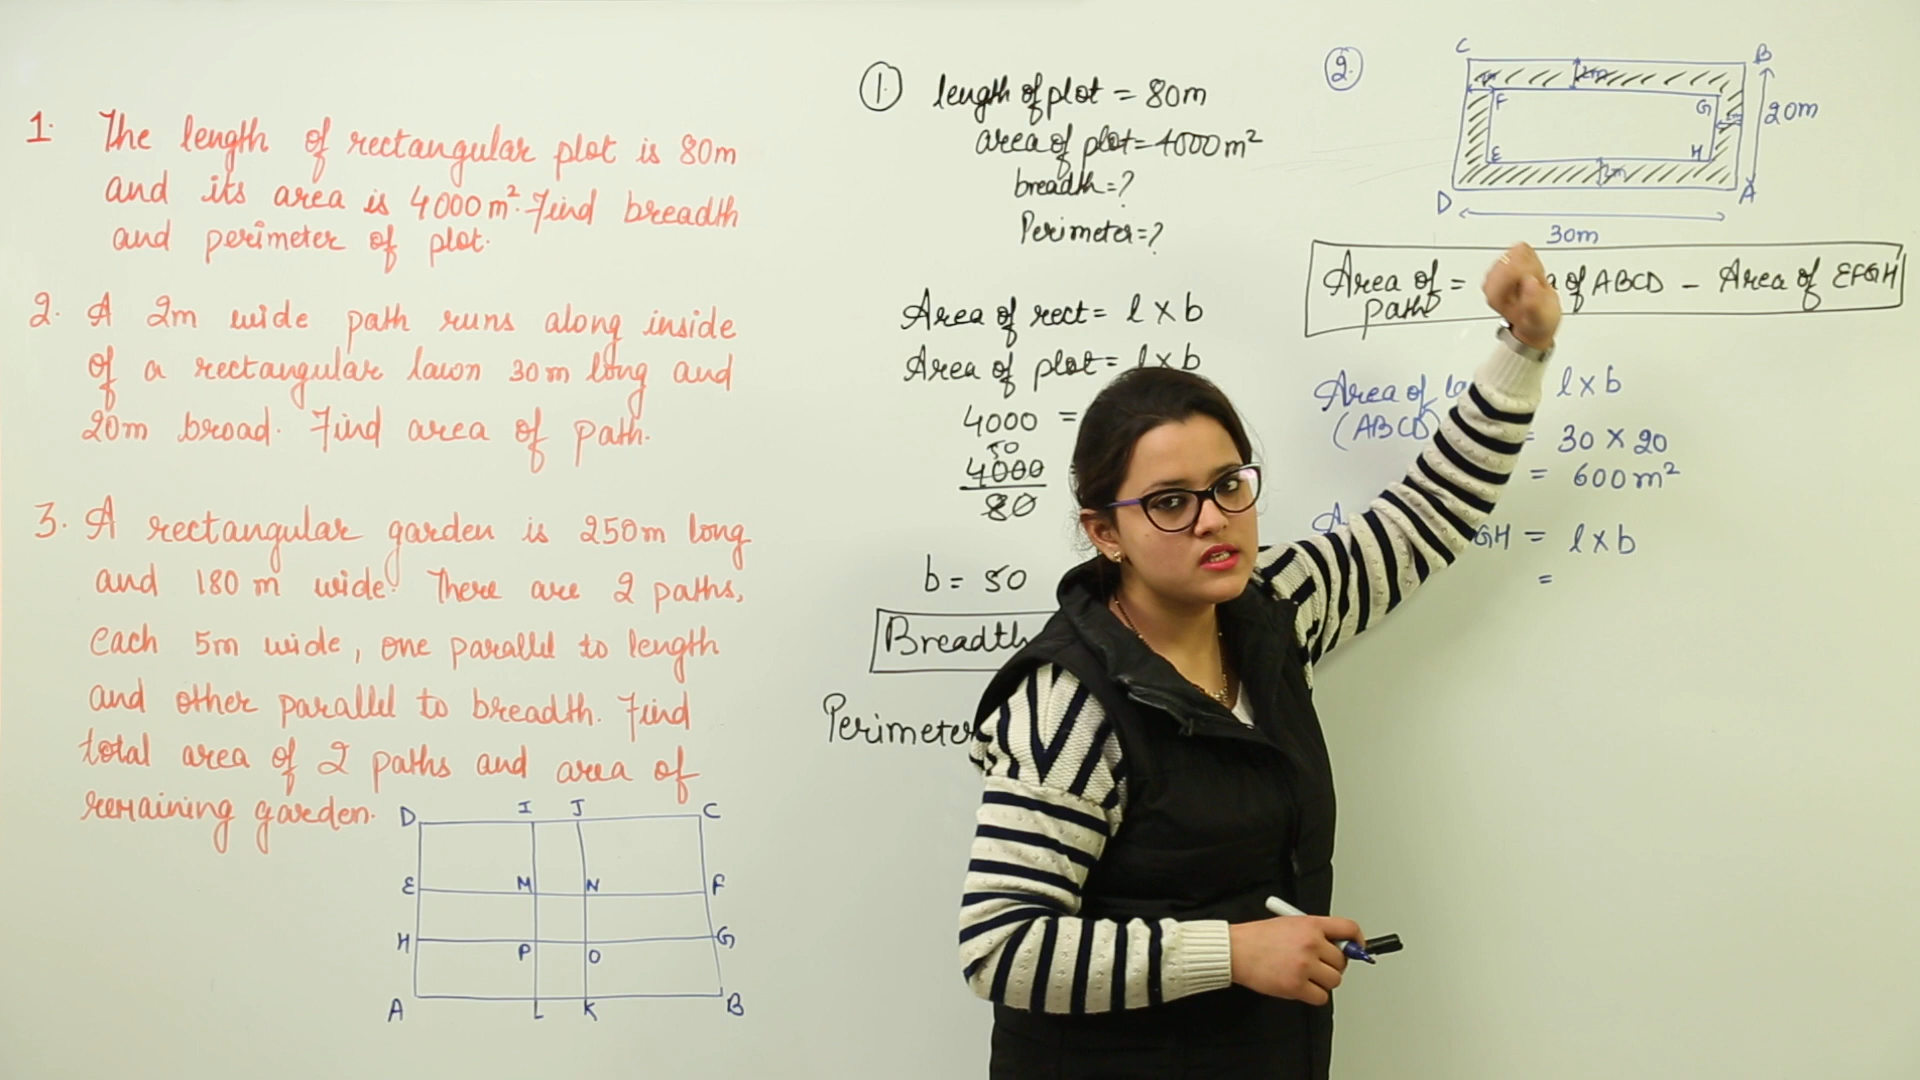 1. The length of rectangular plot is 80m
and its area is 4000m². Find breadth
and perimeter of plot.
2. A 2m wide path runs along inside
of a rectangular lawn 30m long and
20m broad. Find area of path.
3. A rectangular garden is 250m long
and 180m wide. There are 2 paths,
each 5m wide, one parallel to length
and other parallel to breadth. Find
total area of 2 paths and area of
remaining garden.
D I J C
E M N F
H P O G
A L K B
① length of plot = 80m
area of plot = 4000m²
breadth = ?
Perimeter = ?
Area of rect = l x b
Area of plot = l x b
4000 =
50
4000
80
b = 50
Breadth
Perimeter
②
C B
2m
F G
20m
E H
2m
D A
30m
Area of path = of ABCD - Area of EFGH
Area of l x b
(ABCD) = 30 x 20
= 600m²
GH = l x b
=